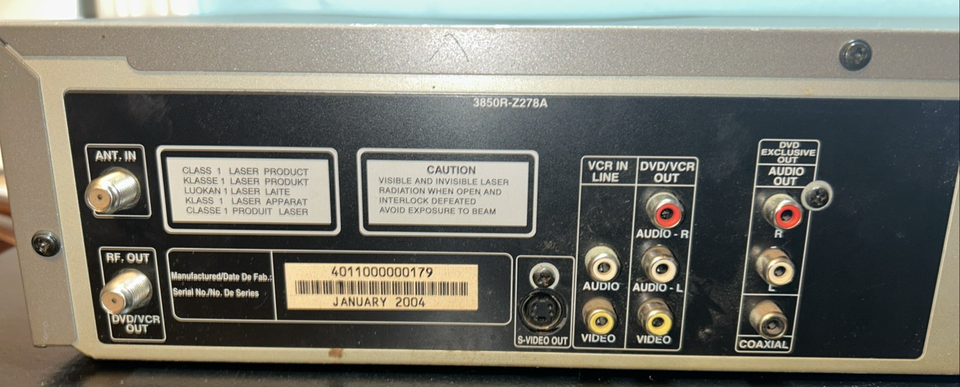 3850R-Z278A
ANT. IN
CLASS 1 LASER PRODUCT
KLASSE 1 LASER PRODUKT
LUOKAN 1 LASER LAITE
KLASS 1 LASER APPARAT
CLASSE 1 PRODUIT LASER
CAUTION
VISIBLE AND INVISIBLE LASER
RADIATION WHEN OPEN AND
INTERLOCK DEFEATED
AVOID EXPOSURE TO BEAM
RF. OUT
DVD/VCR
OUT
Manufactured/Date De Fab.:
Serial No./No. De Series
4011000000179
JANUARY 2004
S-VIDEO OUT
VCR IN
LINE
AUDIO
VIDEO
DVD/VCR
OUT
AUDIO - R
AUDIO - L
VIDEO
DVD
EXCLUSIVE
OUT
AUDIO
OUT
R
L
COAXIAL